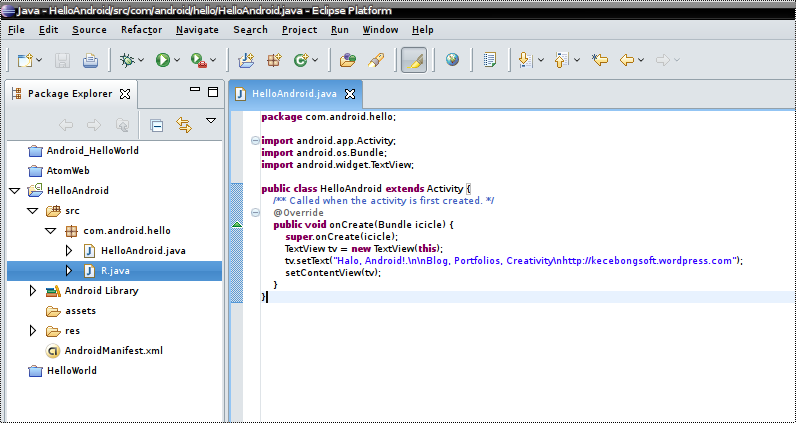 Java - HelloAndroid/src/com/android/hello/HelloAndroid.java - Eclipse Platform
File Edit Source Refactor Navigate Search Project Run Window Help
Package Explorer
Android_HelloWorld
AtomWeb
HelloAndroid
src
com.android.hello
HelloAndroid.java
R.java
Android Library
assets
res
AndroidManifest.xml
HelloWorld
HelloAndroid.java
package com.android.hello;
import android.app.Activity;
import android.os.Bundle;
import android.widget.TextView;
public class HelloAndroid extends Activity {
/** Called when the activity is first created. */
@Override
public void onCreate(Bundle icicle) {
super.onCreate(icicle);
TextView tv = new TextView(this);
tv.setText("Halo, Android!.\n\nBlog, Portfolios, Creativity\nhttp://kecebongsoft.wordpress.com");
setContentView(tv);
}
}